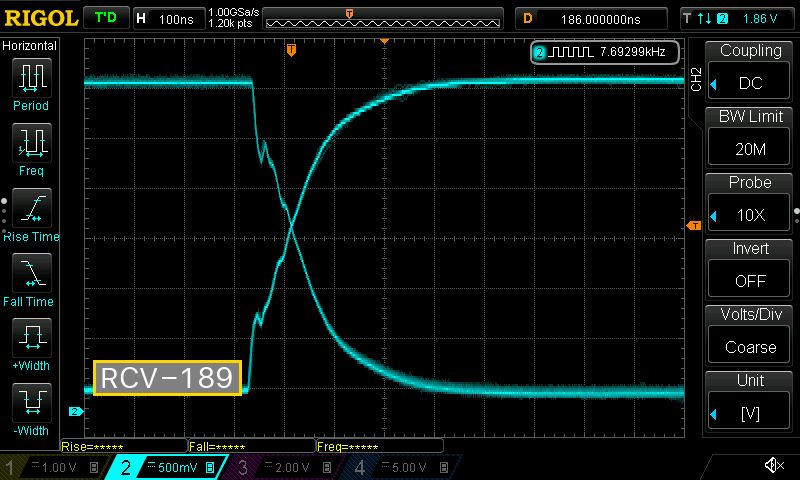 RIGOL T'D H 100ns 1.00GSa/s 1.20k pts T D 186.000000ns T 2 1.86 V
Horizontal
Period
Freq
Rise Time
Fall Time
+Width
-Width
T
2 7.69299kHz
T
2
RCV-189
CH2
Coupling
DC
BW Limit
20M
Probe
10X
Invert
OFF
Volts/Div
Coarse
Unit
[V]
Rise=***** Fall=***** Freq=*****
1 1.00 V B 2 500mV B 3 2.00 V B 4 5.00 V B